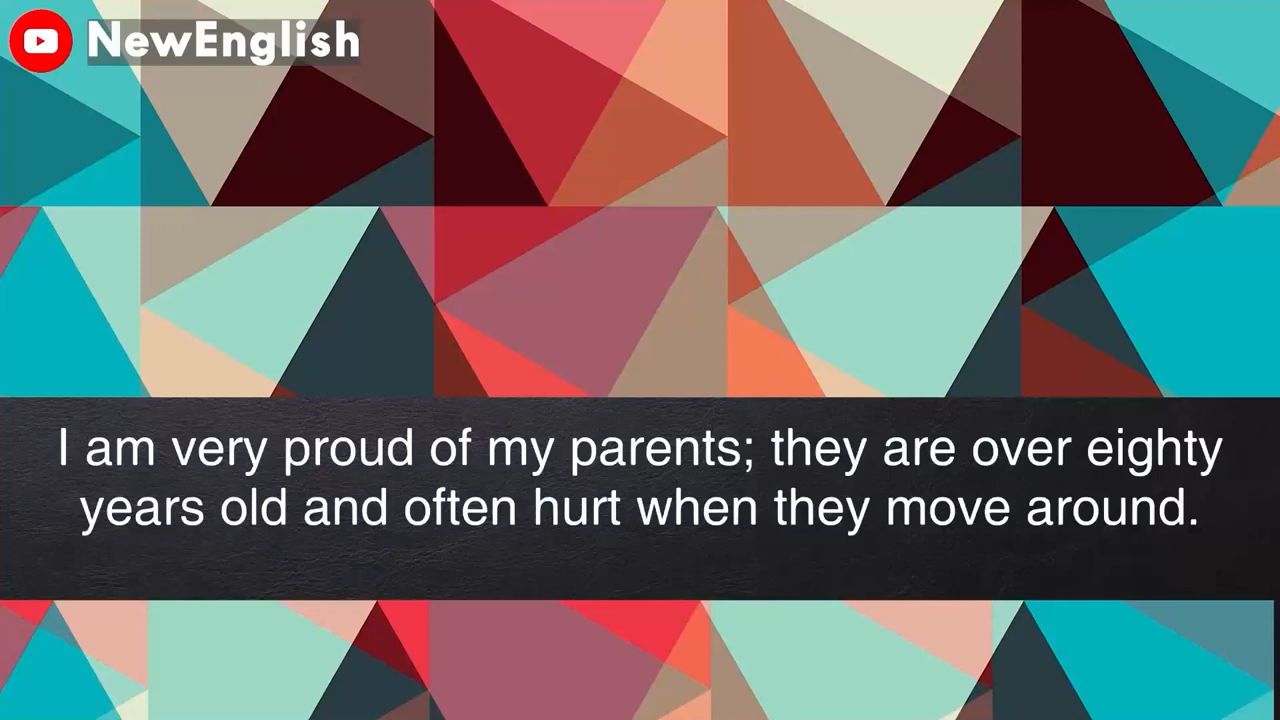 NewEnglish
I am very proud of my parents; they are over eighty
years old and often hurt when they move around.